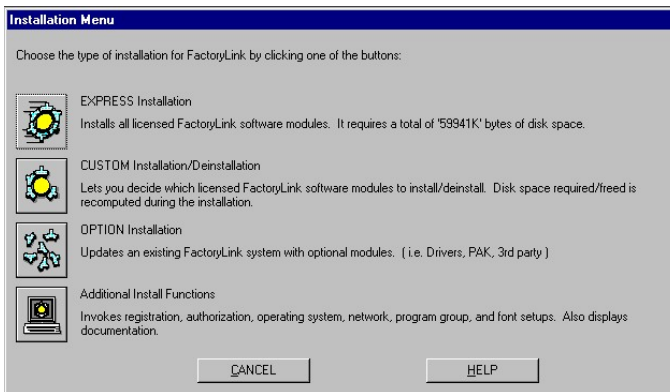 Installation Menu
Choose the type of installation for FactoryLink by clicking one of the buttons:
EXPRESS Installation
Installs all licensed FactoryLink software modules. It requires a total of '59941K' bytes of disk space.
CUSTOM Installation/Deinstallation
Lets you decide which licensed FactoryLink software modules to install/deinstall. Disk space required/freed is
recomputed during the installation.
OPTION Installation
Updates an existing FactoryLink system with optional modules. ( i.e. Drivers, PAK, 3rd party )
Additional Install Functions
Invokes registration, authorization, operating system, network, program group, and font setups. Also displays
documentation.
CANCEL
HELP